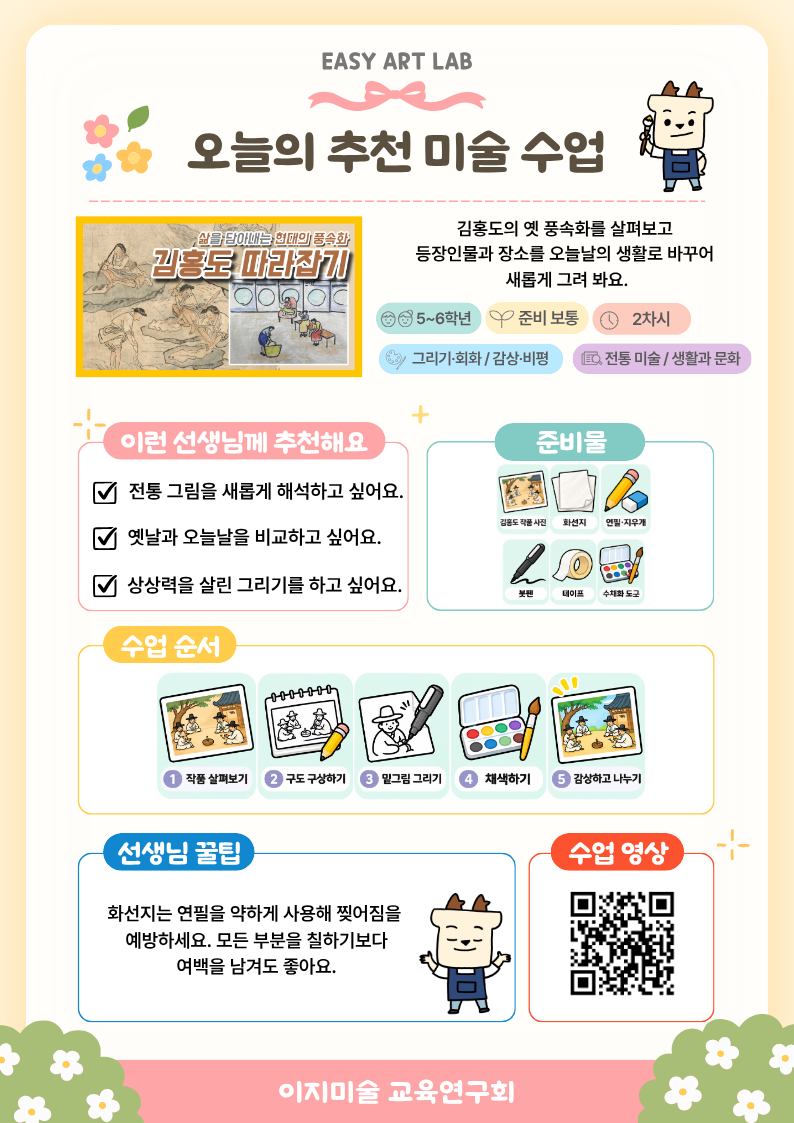 EASY ART LAB
오늘의 추천 미술 수업
삶을 담아내는 현대의 풍속화
김홍도 따라잡기
김홍도의 옛 풍속화를 살펴보고
등장인물과 장소를 오늘날의 생활로 바꾸어
새롭게 그려 봐요.
5~6학년
준비 보통
2차시
그리기·회화 / 감상·비평
전통 미술 / 생활과 문화
이런 선생님께 추천해요
전통 그림을 새롭게 해석하고 싶어요.
옛날과 오늘날을 비교하고 싶어요.
상상력을 살린 그리기를 하고 싶어요.
준비물
김홍도 작품 사진
화선지
연필·지우개
붓펜
테이프
수채화 도구
수업 순서
1 작품 살펴보기
2 구도 구상하기
3 밑그림 그리기
4 채색하기
5 감상하고 나누기
선생님 꿀팁
화선지는 연필을 약하게 사용해 찢어짐을
예방하세요. 모든 부분을 칠하기보다
여백을 남겨도 좋아요.
수업 영상
이지미술 교육연구회